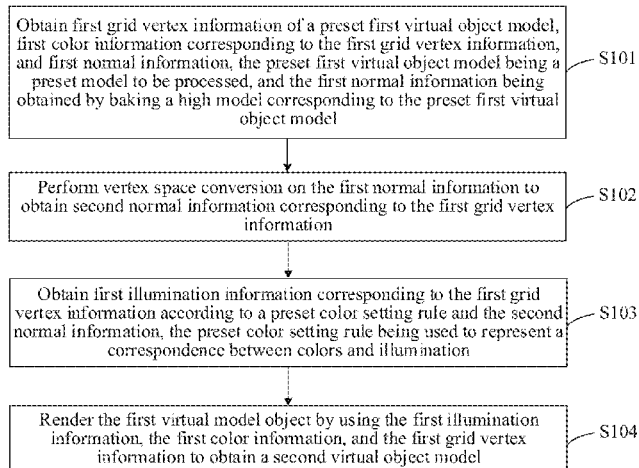 Obtain first grid vertex information of a preset first virtual object model,
first color information corresponding to the first grid vertex information,
and first normal information, the preset first virtual object model being a
preset model to be processed, and the first normal information being
obtained by baking a high model corresponding to the preset first virtual
object model
S101
Perform vertex space conversion on the first normal information to
obtain second normal information corresponding to the first grid vertex
information
S102
Obtain first illumination information corresponding to the first grid
vertex information according to a preset color setting rule and the second
normal information, the preset color setting rule being used to represent a
correspondence between colors and illumination
S103
Render the first virtual model object by using the first illumination
information, the first color information, and the first grid vertex
information to obtain a second virtual object model
S104